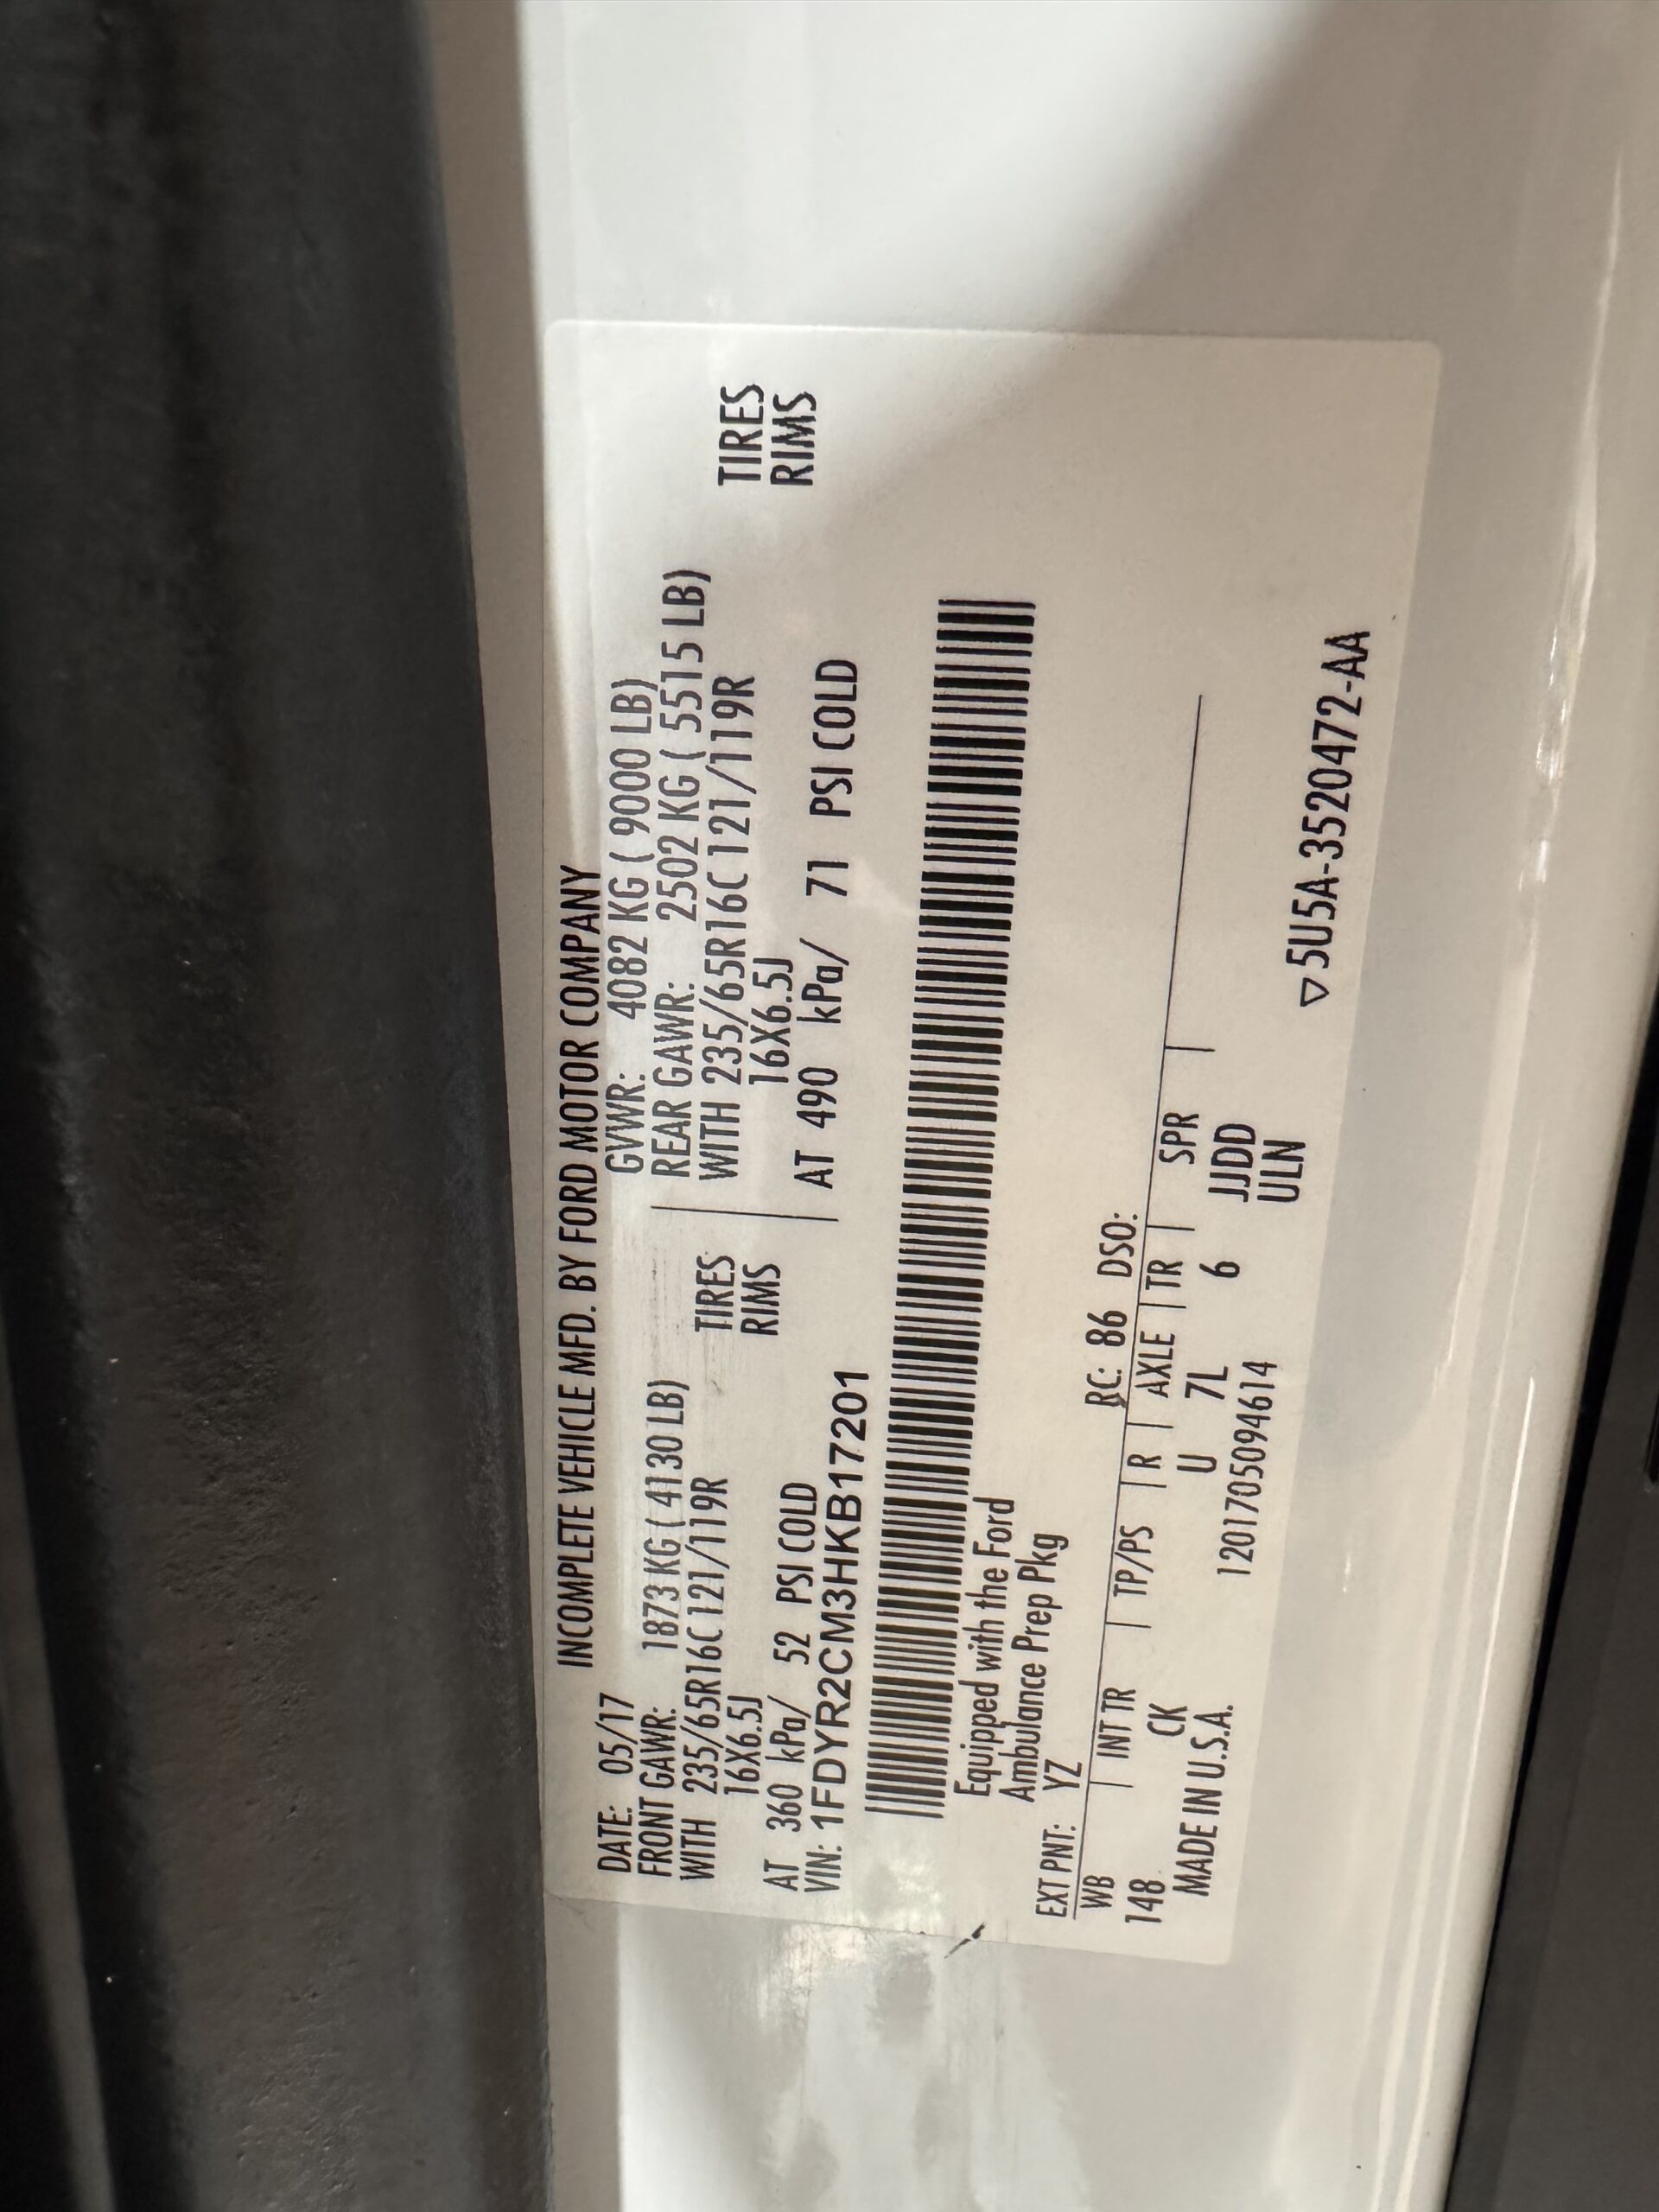 INCOMPLETE VEHICLE MFD. BY FORD MOTOR COMPANY
DATE: 05/17 GVWR: 4082 KG ( 9000 LB)
FRONT GAWR: 1873 KG ( 4130 LB) REAR GAWR: 2502 KG ( 5515 LB)
WITH 235/65R16C 121/119R TIRES WITH 235/65R16C 121/119R TIRES
16X6.5J RIMS 16X6.5J RIMS
AT 360 kPa/ 52 PSI COLD AT 490 kPa/ 71 PSI COLD
VIN: 1FDYR2CM3HKB17201
Equipped with the Ford
Ambulance Prep Pkg
EXT PNT: YZ RC: 86 DSO:
WB INT TR TP/PS R AXLE TR SPR
148 CK U 7L 6 JJDD
MADE IN U.S.A. 1201705094614 ULN
▽5U5A-3520472-AA